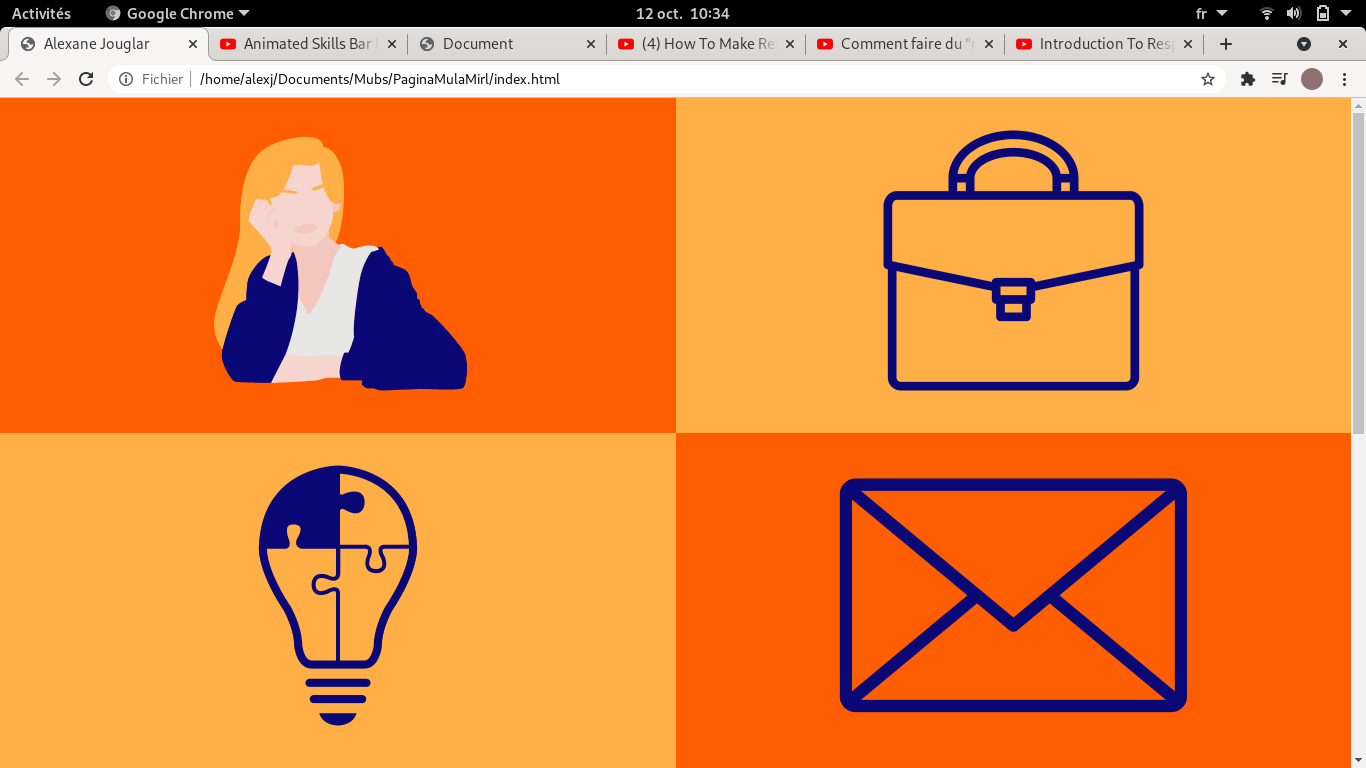 Activités Google Chrome 12 oct. 10:34 fr
Alexane Jouglar Animated Skills Bar Document (4) How To Make Re Comment faire du " Introduction To Res
Fichier /home/alexj/Documents/Mubs/PaginaMulaMirl/index.html